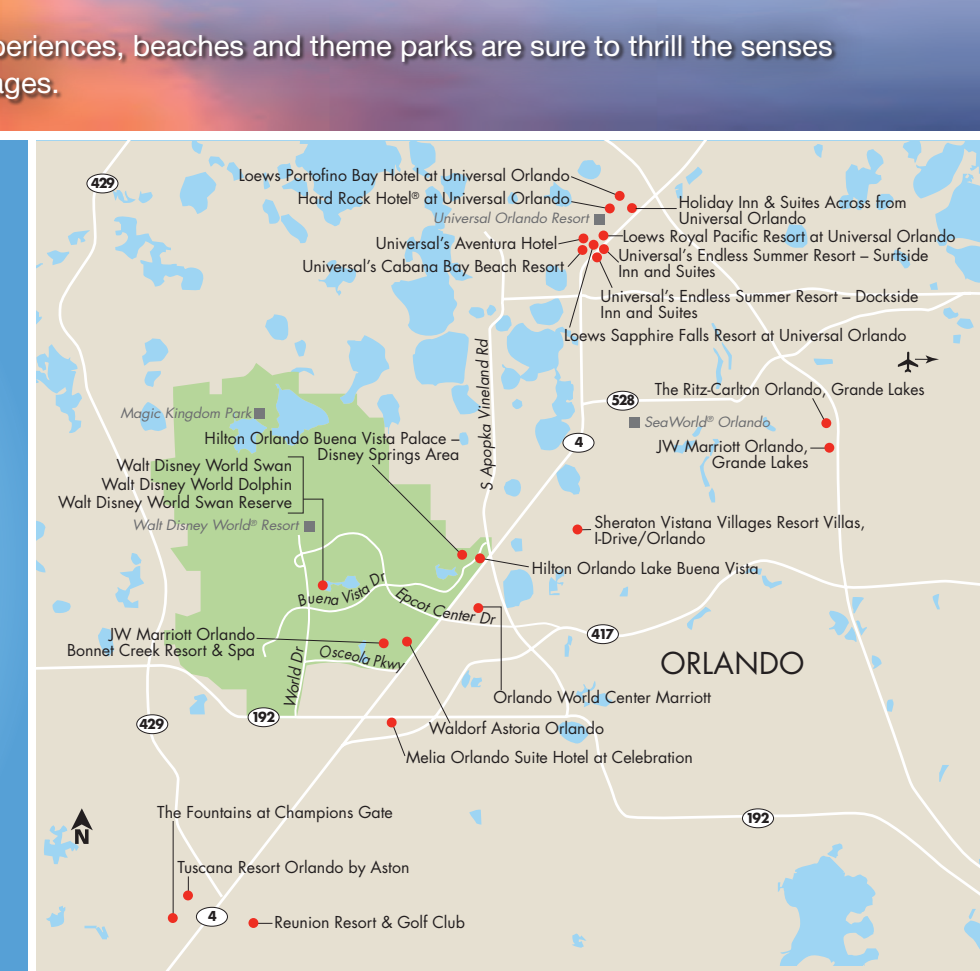 periences, beaches and theme parks are sure to thrill the senses
ages.
429
Loews Portofino Bay Hotel at Universal Orlando
Hard Rock Hotel® at Universal Orlando
Universal Orlando Resort
Holiday Inn & Suites Across from
Universal Orlando
Universal's Aventura Hotel
Loews Royal Pacific Resort at Universal Orlando
Universal's Cabana Bay Beach Resort
Universal's Endless Summer Resort – Surfside
Inn and Suites
Universal's Endless Summer Resort – Dockside
Inn and Suites
Loews Sapphire Falls Resort at Universal Orlando
S Apopka Vineland Rd
The Ritz-Carlton Orlando, Grande Lakes
528
SeaWorld® Orlando
Magic Kingdom Park
4
JW Marriott Orlando,
Grande Lakes
Hilton Orlando Buena Vista Palace –
Disney Springs Area
Walt Disney World Swan
Walt Disney World Dolphin
Walt Disney World Swan Reserve
Walt Disney World® Resort
Sheraton Vistana Villages Resort Villas,
I-Drive/Orlando
Hilton Orlando Lake Buena Vista
Buena Vista Dr
Epcot Center Dr
417
JW Marriott Orlando
Bonnet Creek Resort & Spa
Osceola Pkwy
World Dr
ORLANDO
Orlando World Center Marriott
429
192
Waldorf Astoria Orlando
Melia Orlando Suite Hotel at Celebration
The Fountains at Champions Gate
192
N
Tuscana Resort Orlando by Aston
4
Reunion Resort & Golf Club